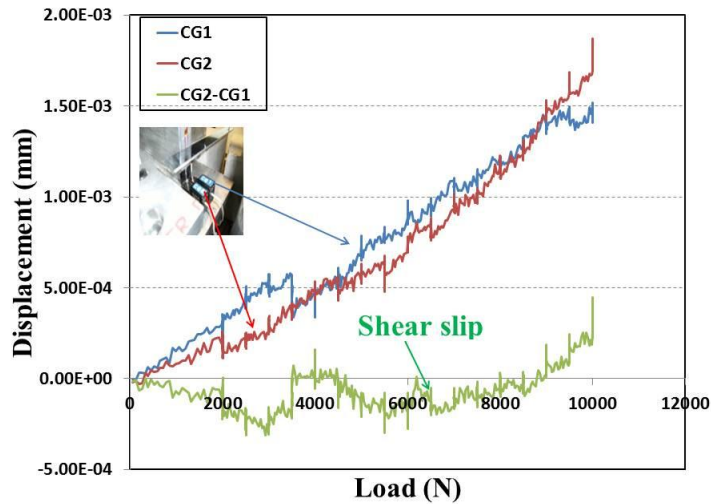 2.00E-03
CG1
CG2
CG2-CG1
1.50E-03
1.00E-03
5.00E-04
Shear slip
0.00E+00
0 2000 4000 6000 8000 10000 12000
-5.00E-04
Displacement (mm)
Load (N)